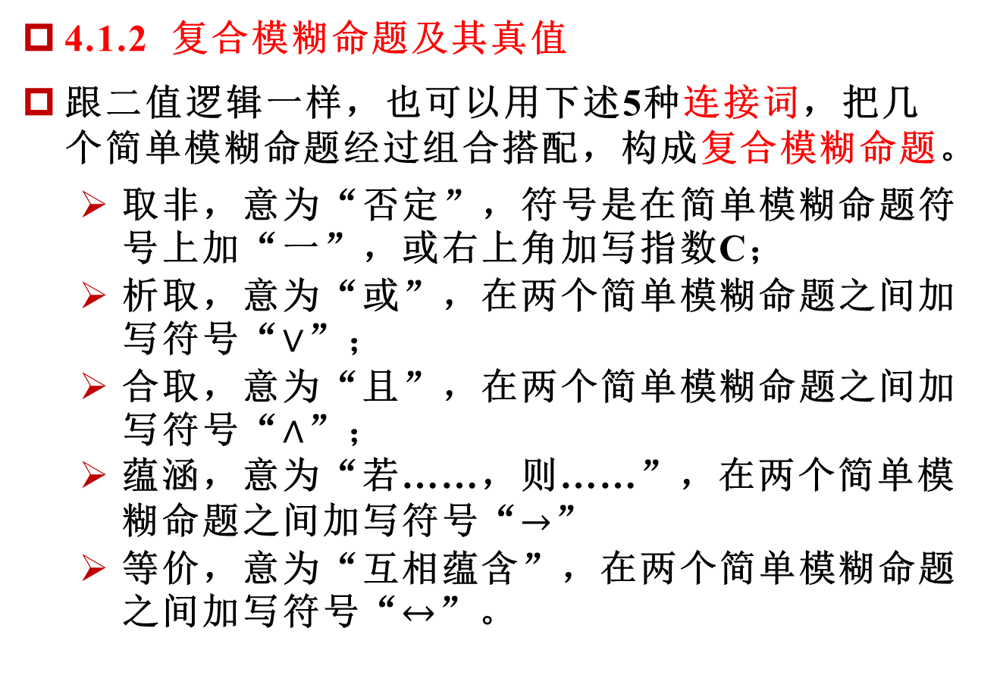 4.1.2 复合模糊命题及其真值
跟二值逻辑一样，也可以用下述5种连接词，把几
个简单模糊命题经过组合搭配，构成复合模糊命题。
取非，意为“否定”，符号是在简单模糊命题符
号上加“一”，或右上角加写指数C；
析取，意为“或”，在两个简单模糊命题之间加
写符号“∨”；
合取，意为“且”，在两个简单模糊命题之间加
写符号“∧”；
蕴涵，意为“若……，则……”，在两个简单模
糊命题之间加写符号“→”
等价，意为“互相蕴含”，在两个简单模糊命题
之间加写符号“↔”。